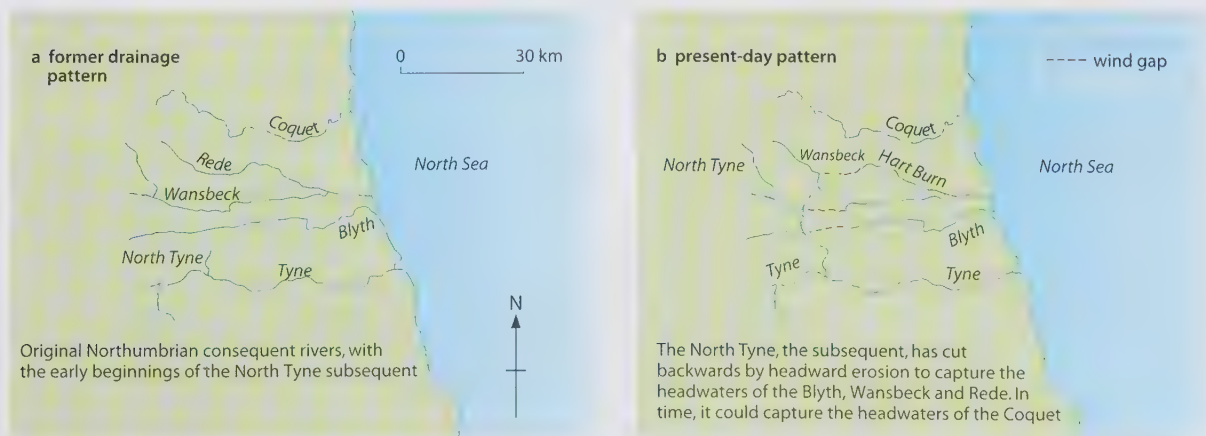 a former drainage
pattern
0 30 km
Coquet
Rede
North Sea
Wansbeck
Blyth
North Tyne
Tyne
N
Original Northumbrian consequent rivers, with
the early beginnings of the North Tyne subsequent
b present-day pattern
---- wind gap
Coquet
North Tyne
Wansbeck
Hart Burn
North Sea
Blyth
Tyne
Tyne
The North Tyne, the subsequent, has cut
backwards by headward erosion to capture the
headwaters of the Blyth, Wansbeck and Rede. In
time, it could capture the headwaters of the Coquet